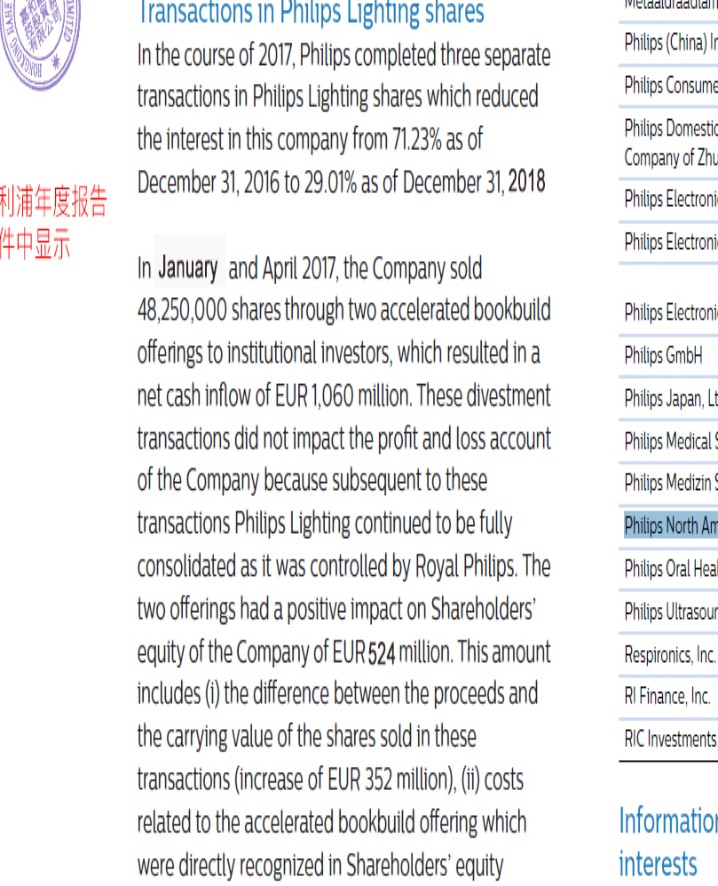 Transactions in Philips Lighting shares
In the course of 2017, Philips completed three separate
transactions in Philips Lighting shares which reduced
the interest in this company from 71.23% as of
December 31, 2016 to 29.01% as of December 31, 2018
In January and April 2017, the Company sold
48,250,000 shares through two accelerated bookbuild
offerings to institutional investors, which resulted in a
net cash inflow of EUR 1,060 million. These divestment
transactions did not impact the profit and loss account
of the Company because subsequent to these
transactions Philips Lighting continued to be fully
consolidated as it was controlled by Royal Philips. The
two offerings had a positive impact on Shareholders’
equity of the Company of EUR 524 million. This amount
includes (i) the difference between the proceeds and
the carrying value of the shares sold in these
transactions (increase of EUR 352 million), (ii) costs
related to the accelerated bookbuild offering which
were directly recognized in Shareholders’ equity
利浦年度报告
件中显示
Philips (China) In
Philips Consume
Philips Domestic
Company of Zhu
Philips Electroni
Philips Electroni
Philips Electroni
Philips GmbH
Philips Japan, Lt
Philips Medical S
Philips Medizin S
Philips North Am
Philips Oral Heal
Philips Ultrasour
Respironics, Inc.
RI Finance, Inc.
RIC Investments
Information
interests